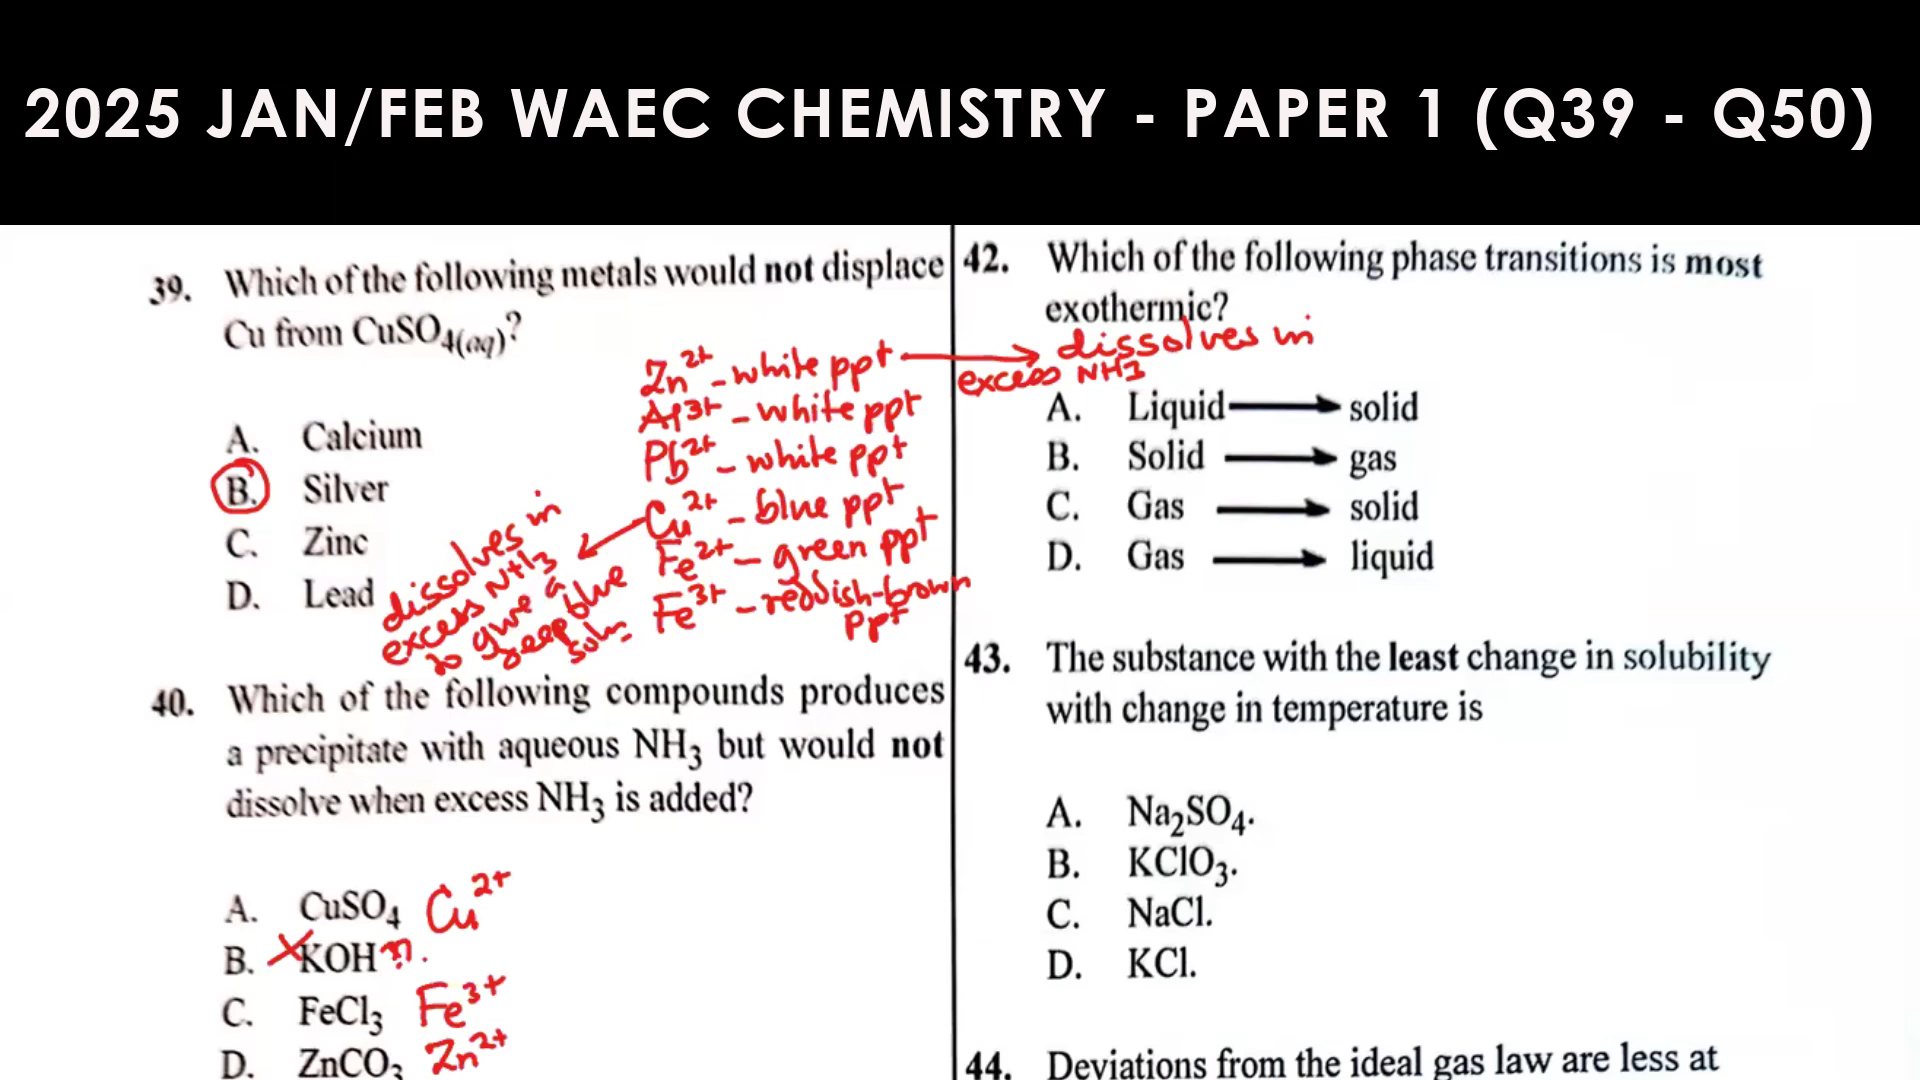 2025 JAN/FEB WAEC CHEMISTRY - PAPER 1 (Q39 - Q50)
39. Which of the following metals would not displace
Cu from CuSO4(aq)?
A. Calcium
B. Silver
C. Zinc
D. Lead
Zn2+ - white ppt → dissolves in
excess NH3
Al3+ - white ppt
Pb2+ - white ppt
Cu2+ - blue ppt
Fe2+ - green ppt
Fe3+ - reddish-brown
ppt
dissolves in
excess NH3
to give a
deep blue
soln
40. Which of the following compounds produces
a precipitate with aqueous NH3 but would not
dissolve when excess NH3 is added?
A. CuSO4 Cu2+
B. KOH
C. FeCl3 Fe3+
D. ZnCO3 Zn2+
42. Which of the following phase transitions is most
exothermic?
A. Liquid → solid
B. Solid → gas
C. Gas → solid
D. Gas → liquid
43. The substance with the least change in solubility
with change in temperature is
A. Na2SO4.
B. KClO3.
C. NaCl.
D. KCl.
44. Deviations from the ideal gas law are less at